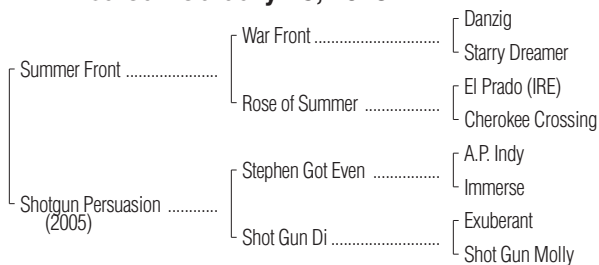 War Front ....................................
Danzig
Starry Dreamer
Summer Front ......................
Rose of Summer ..................
El Prado (IRE)
Cherokee Crossing
Shotgun Persuasion ............
(2005)
Stephen Got Even ................
A.P. Indy
Immerse
Shot Gun Di ..........................
Exuberant
Shot Gun Molly